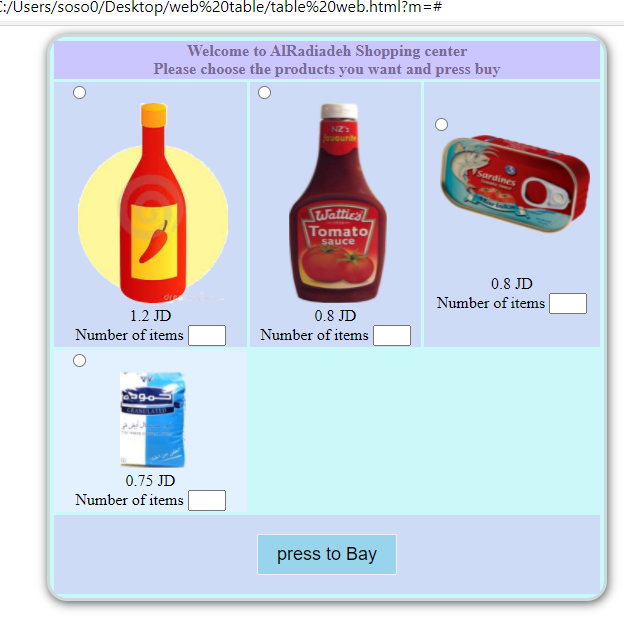 C:/Users/soso0/Desktop/web%20table/table%20web.html?m=#
Welcome to AlRadiadeh Shopping center
Please choose the products you want and press buy
NZ's
favourite
Wattie's
Tomato
sauce
Sardines
1.2 JD
Number of items
0.8 JD
Number of items
0.8 JD
Number of items
حمودة
GRANULATED
0.75 JD
Number of items
press to Bay